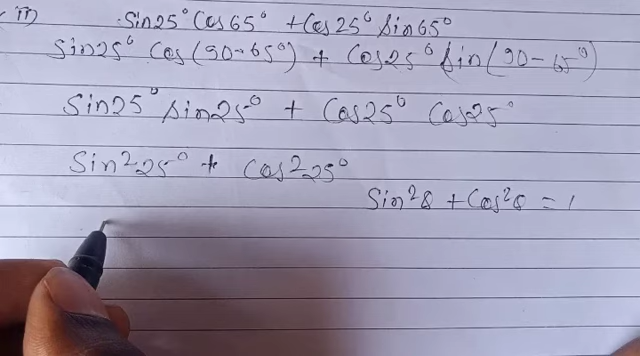 ii) Sin25° Cos65° + Cos25° Sin65°
Sin25° Cos(90-65°) + Cos25° Sin(90-65°)
Sin25° Sin25° + Cos25° Cos25°
Sin²25° + Cos²25°
Sin²θ + Cos²θ = 1